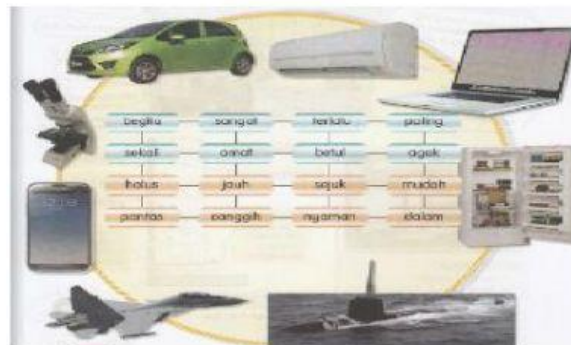 begitu sangat terlalu paling
sekali amat betul agak
halus jauh sejuk mudah
pantas canggih nyaman dalam